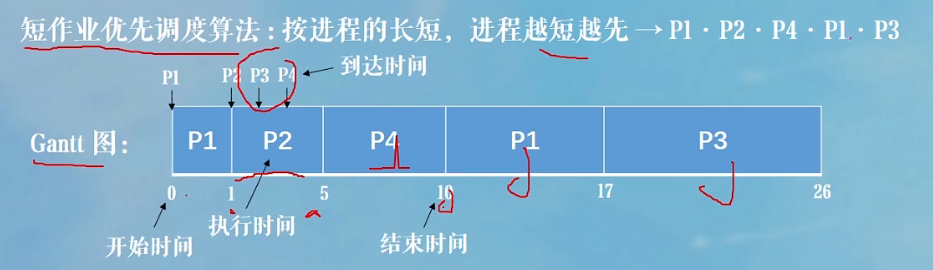 短作业优先调度算法：按进程的长短，进程越短越先→P1·P2·P4·P1·P3
P1 P2 P3 P4 到达时间
Gantt 图： P1 P2 P4 P1 P3
0 1 5 10 17 26
开始时间 执行时间 结束时间